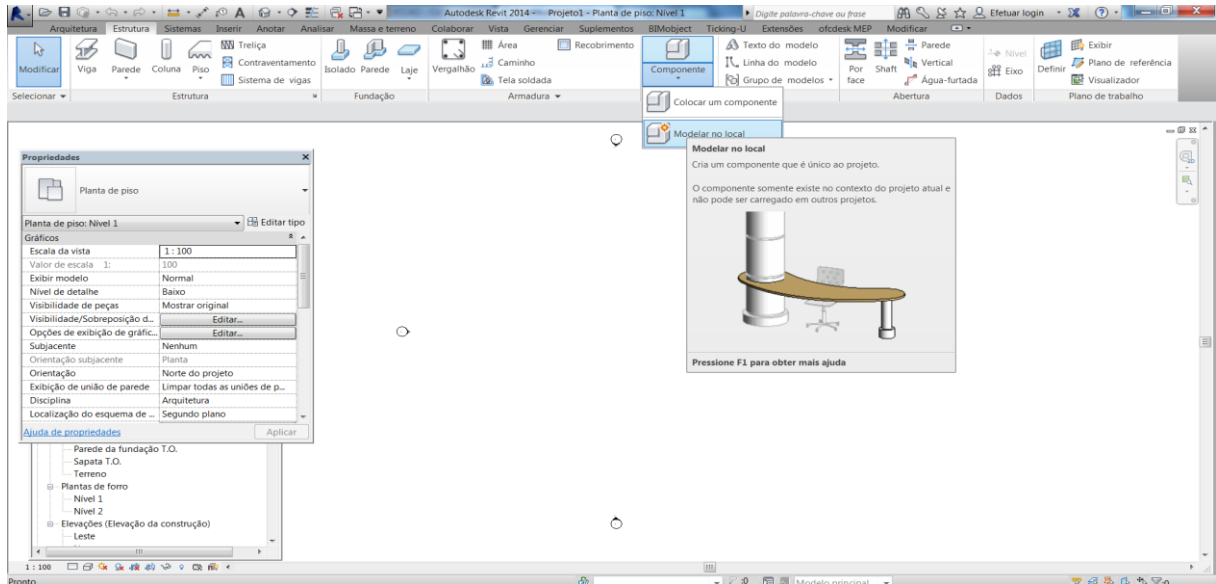 Autodesk Revit 2014 - Projeto1 - Planta de piso: Nível 1
Digite palavra-chave ou frase
Efetuar login
Arquitetura Estrutura Sistemas Inserir Anotar Analisar Massa e terreno Colaborar Vista Gerenciar Suplementos BIMobject Ticking-U Extensões ofcdesk MEP Modificar
Modificar
Viga
Parede
Coluna
Piso
Treliça
Contraventamento
Sistema de vigas
Isolado
Parede
Laje
Vergalhão
Área
Caminho
Tela soldada
Recobrimento
Componente
Texto do modelo
Linha do modelo
Grupo de modelos
Por face
Shaft
Parede
Vertical
Água-furtada
Nível
Eixo
Definir
Exibir
Plano de referência
Visualizador
Selecionar
Estrutura
Fundação
Armadura
Abertura
Dados
Plano de trabalho
Colocar um componente
Modelar no local
Modelar no local
Cria um componente que é único ao projeto.
O componente somente existe no contexto do projeto atual e
não pode ser carregado em outros projetos.
Pressione F1 para obter mais ajuda
Propriedades
Planta de piso
Planta de piso: Nível 1 Editar tipo
Gráficos
Escala da vista 1 : 100
Valor de escala 1: 100
Exibir modelo Normal
Nível de detalhe Baixo
Visibilidade de peças Mostrar original
Visibilidade/Sobreposição d... Editar...
Opções de exibição de gráfic... Editar...
Subjacente Nenhum
Orientação subjacente Planta
Orientação Norte do projeto
Exibição de união de parede Limpar todas as uniões de p...
Disciplina Arquitetura
Localização do esquema de ... Segundo plano
Ajuda de propriedades Aplicar
Parede da fundação T.O.
Sapata T.O.
Terreno
Plantas de forro
Nível 1
Nível 2
Elevações (Elevação da construção)
Leste
1 : 100
Pronto
:0
Modelo principal